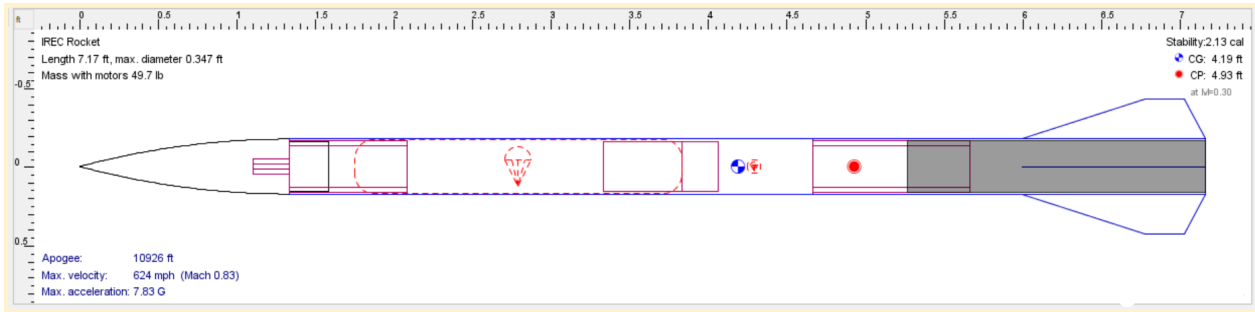 ft
0 0.5 1 1.5 2 2.5 3 3.5 4 4.5 5 5.5 6 6.5 7
IREC Rocket
Length 7.17 ft, max. diameter 0.347 ft
Mass with motors 49.7 lb
Stability:2.13 cal
CG: 4.19 ft
CP: 4.93 ft
at M=0.30
-0.5
0
0.5
Apogee: 10926 ft
Max. velocity: 624 mph (Mach 0.83)
Max. acceleration: 7.83 G